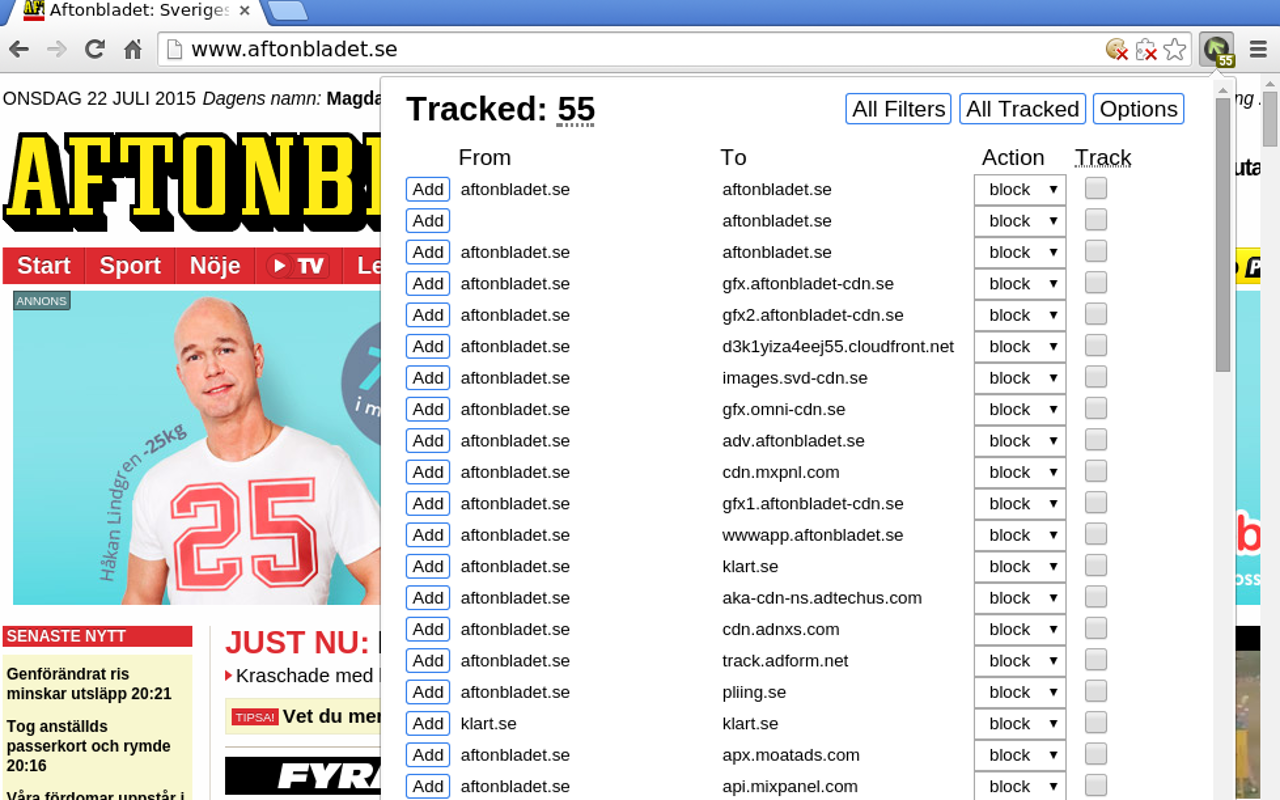 Aftonbladet: Sveriges
www.aftonbladet.se
55
ONSDAG 22 JULI 2015 Dagens namn: Magda
AFTONB
Start Sport Nöje TV Le
ANNONS
i m
Håkan Lindgren -25kg
25
SENASTE NYTT
Genförändrat ris
minskar utsläpp 20:21
Tog anställds
passerkort och rymde
20:16
Våra fördomar uppstår i
JUST NU:
Kraschade med
TIPSA! Vet du mer
FYRA
Tracked: 55 All Filters All Tracked Options
From To Action Track
Add aftonbladet.se aftonbladet.se block
Add aftonbladet.se block
Add aftonbladet.se aftonbladet.se block
Add aftonbladet.se gfx.aftonbladet-cdn.se block
Add aftonbladet.se gfx2.aftonbladet-cdn.se block
Add aftonbladet.se d3k1yiza4eej55.cloudfront.net block
Add aftonbladet.se images.svd-cdn.se block
Add aftonbladet.se gfx.omni-cdn.se block
Add aftonbladet.se adv.aftonbladet.se block
Add aftonbladet.se cdn.mxpnl.com block
Add aftonbladet.se gfx1.aftonbladet-cdn.se block
Add aftonbladet.se wwwapp.aftonbladet.se block
Add aftonbladet.se klart.se block
Add aftonbladet.se aka-cdn-ns.adtechus.com block
Add aftonbladet.se cdn.adnxs.com block
Add aftonbladet.se track.adform.net block
Add aftonbladet.se pliing.se block
Add klart.se klart.se block
Add aftonbladet.se apx.moatads.com block
Add aftonbladet.se api.mixpanel.com block